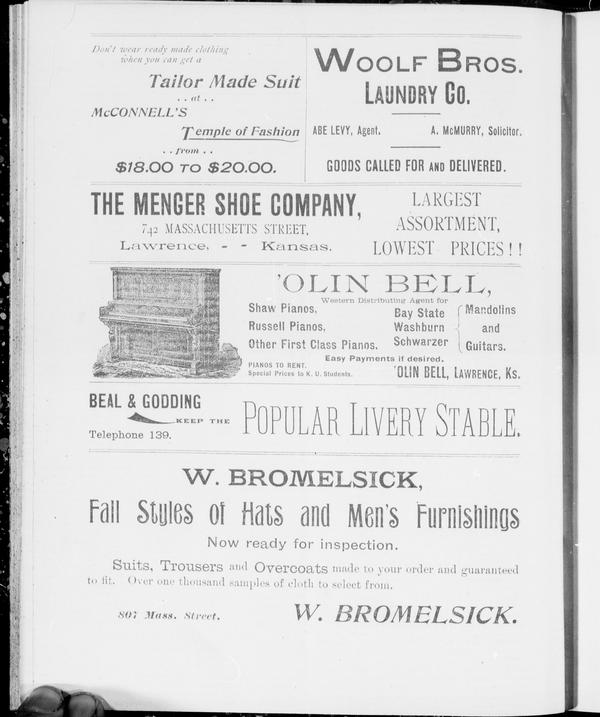 Don't wear ready made clothing
when you can get a
Tailor Made Suit
. . at . .
McCONNELL'S
Temple of Fashion
. . from . .
$18.00 TO $20.00.
WOOLF BROS.
LAUNDRY CO.
ABE LEVY, Agent. A. McMURRY, Solicitor.
GOODS CALLED FOR AND DELIVERED.
THE MENGER SHOE COMPANY,
742 MASSACHUSETTS STREET,
Lawrence, - - Kansas.
LARGEST
ASSORTMENT,
LOWEST PRICES!!
'OLIN BELL,
Western Distributing Agent for
Shaw Pianos,
Russell Pianos,
Other First Class Pianos.
Bay State
Washburn
Schwarzer
Mandolins
and
Guitars.
Easy Payments if desired.
PIANOS TO RENT.
Special Prices to K. U. Students.
'OLIN BELL, LAWRENCE, KS.
BEAL & GODDING
KEEP THE
Telephone 139.
POPULAR LIVERY STABLE.
W. BROMELSICK,
Fall Styles of Hats and Men's Furnishings
Now ready for inspection.
Suits, Trousers and Overcoats made to your order and guaranteed
to fit. Over one thousand samples of cloth to select from.
807 Mass. Street. W. BROMELSICK.